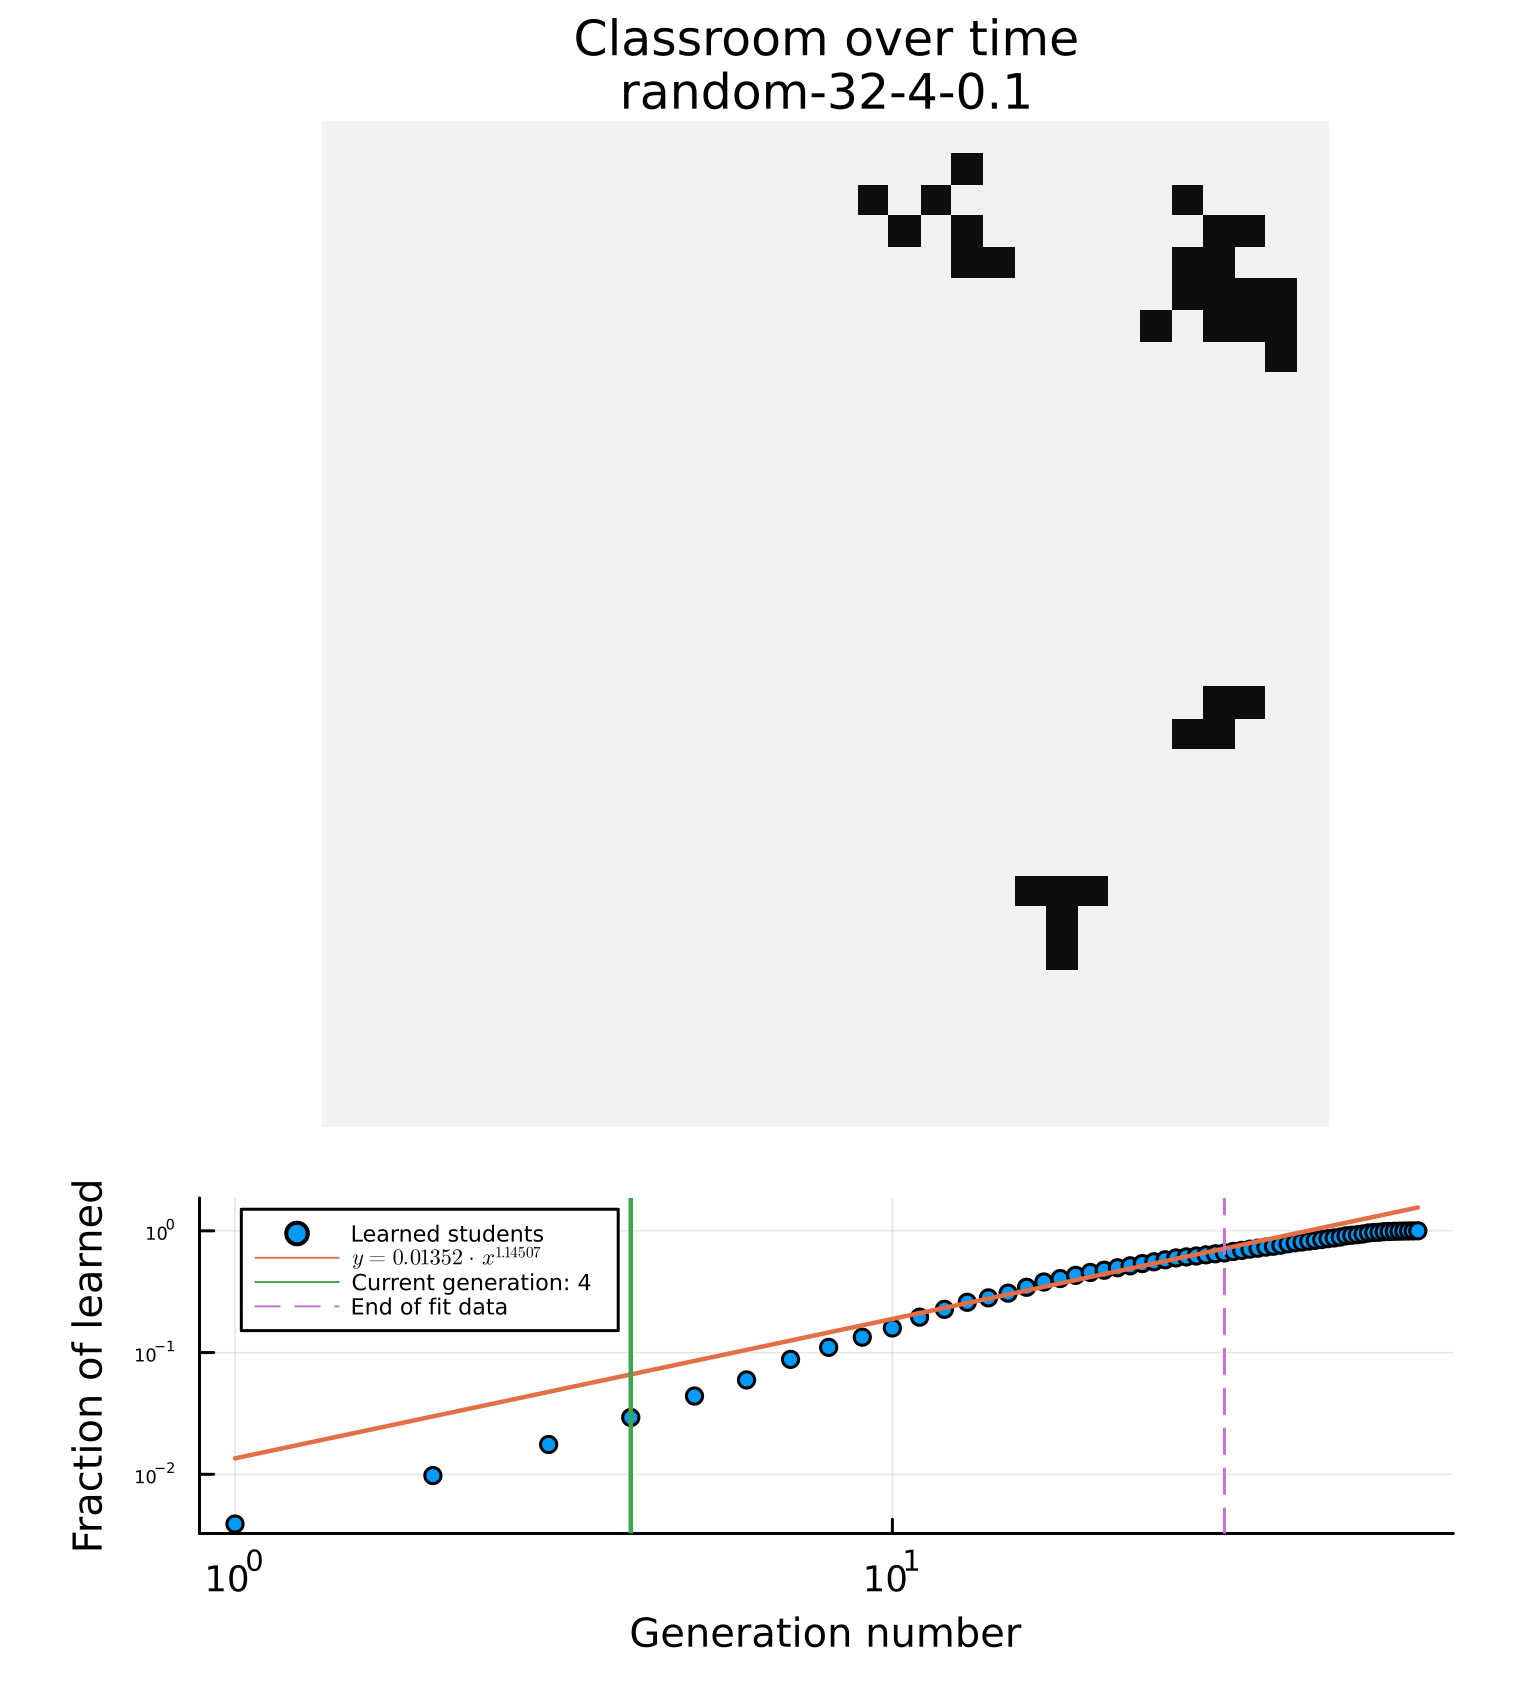 Classroom over time
random-32-4-0.1
Fraction of learned
10^0
10^-1
10^-2
Learned students
y = 0.01352 · x^1.14507
Current generation: 4
End of fit data
10^0
10^1
Generation number